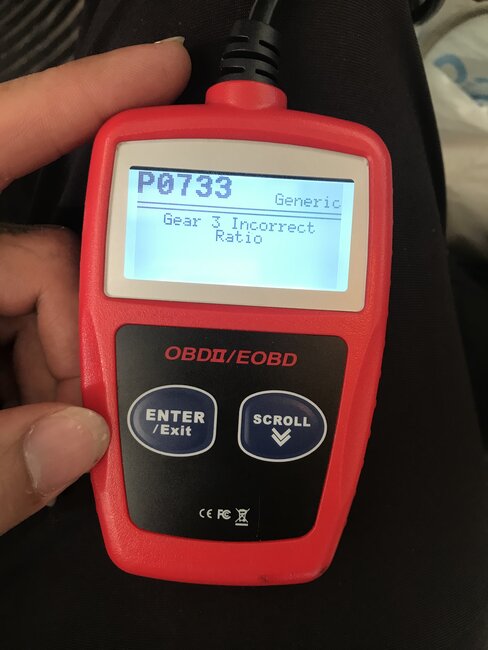 P0733
Generic
Gear 3 Incorrect
Ratio
OBDII/EOBD
ENTER
/Exit
SCROLL
CE FC